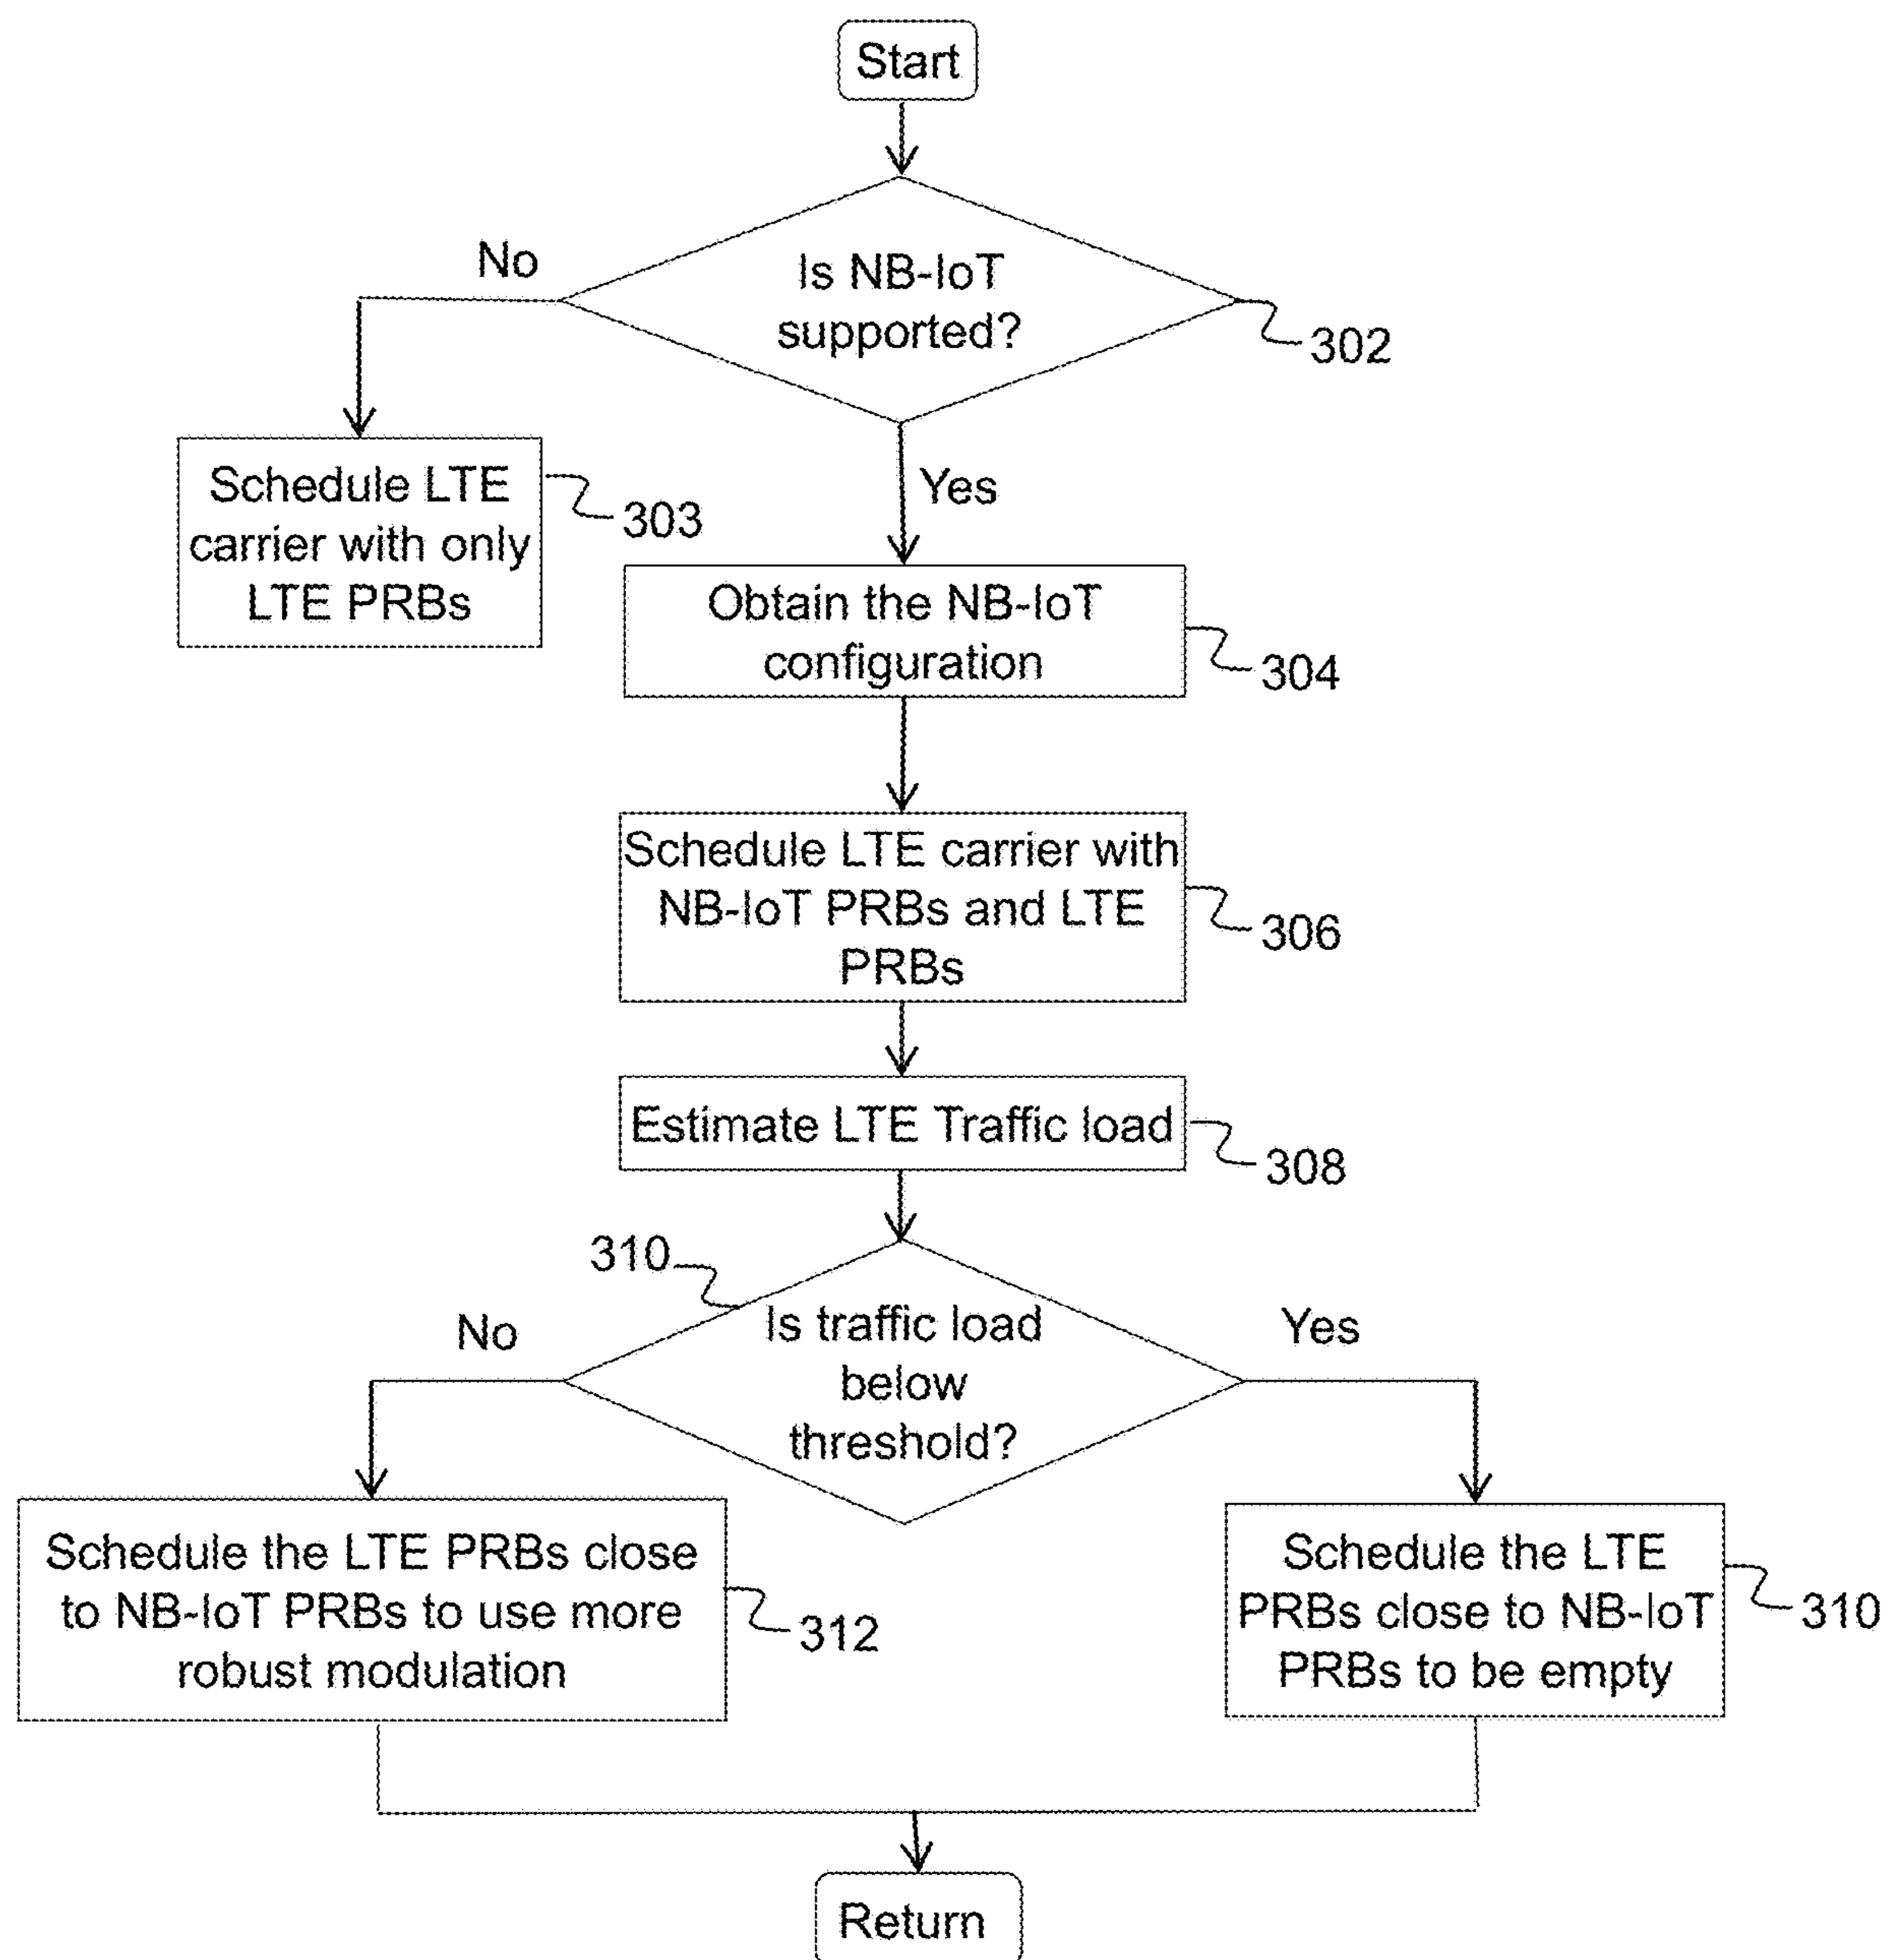 Start
Is NB-IoT
supported?
302
No
Yes
Schedule LTE
carrier with only
LTE PRBs
303
Obtain the NB-IoT
configuration
304
Schedule LTE carrier with
NB-IoT PRBs and LTE
PRBs
306
Estimate LTE Traffic load
308
310
Is traffic load
below
threshold?
No
Yes
Schedule the LTE PRBs close
to NB-IoT PRBs to use more
robust modulation
312
Schedule the LTE
PRBs close to NB-IoT
PRBs to be empty
310
Return